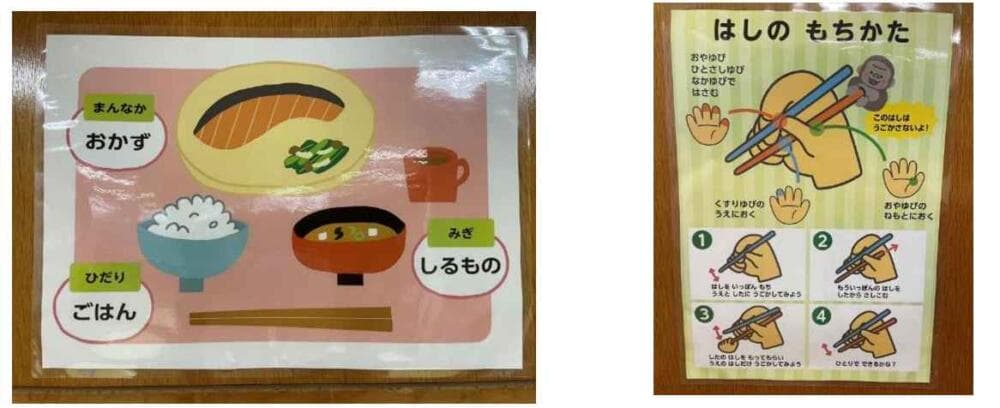 まんなか
おかず
みぎ
しるもの
ひだり
ごはん
はしの もちかた
おやゆび
ひとさしゆび
なかゆびで
はさむ
このはしは
うごかさないよ!
くすりゆびの
うえにおく
おやゆびの
ねもとにおく
1
はしを いっぽん もち
うえと したに うごかしてみよう
2
もういっぽんの はしを
したから さしこむ
3
したの はしを もってもらい
うえの はしだけ うごかしてみよう
4
ひとりで できるかな?